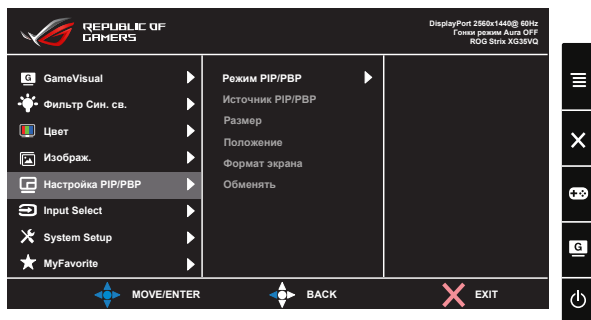 REPUBLIC OF
GAMERS
DisplayPort 2560x1440@ 60Hz
Гонки режим Aura OFF
ROG Strix XG35VQ
G GameVisual
Фильтр Син. св.
Цвет
Изображ.
Настройка PIP/PBP
Input Select
System Setup
MyFavorite
Режим PIP/PBP
Источник PIP/PBP
Размер
Положение
Формат экрана
Обменять
G
MOVE/ENTER
BACK
EXIT